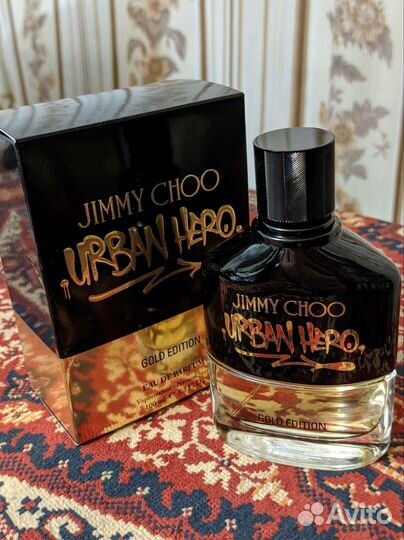 JIMMY CHOO
URBAN HERO.
GOLD EDITION
EAU DE PARFUM
JIMMY CHOO
URBAN HERO.
GOLD EDITION
Avito